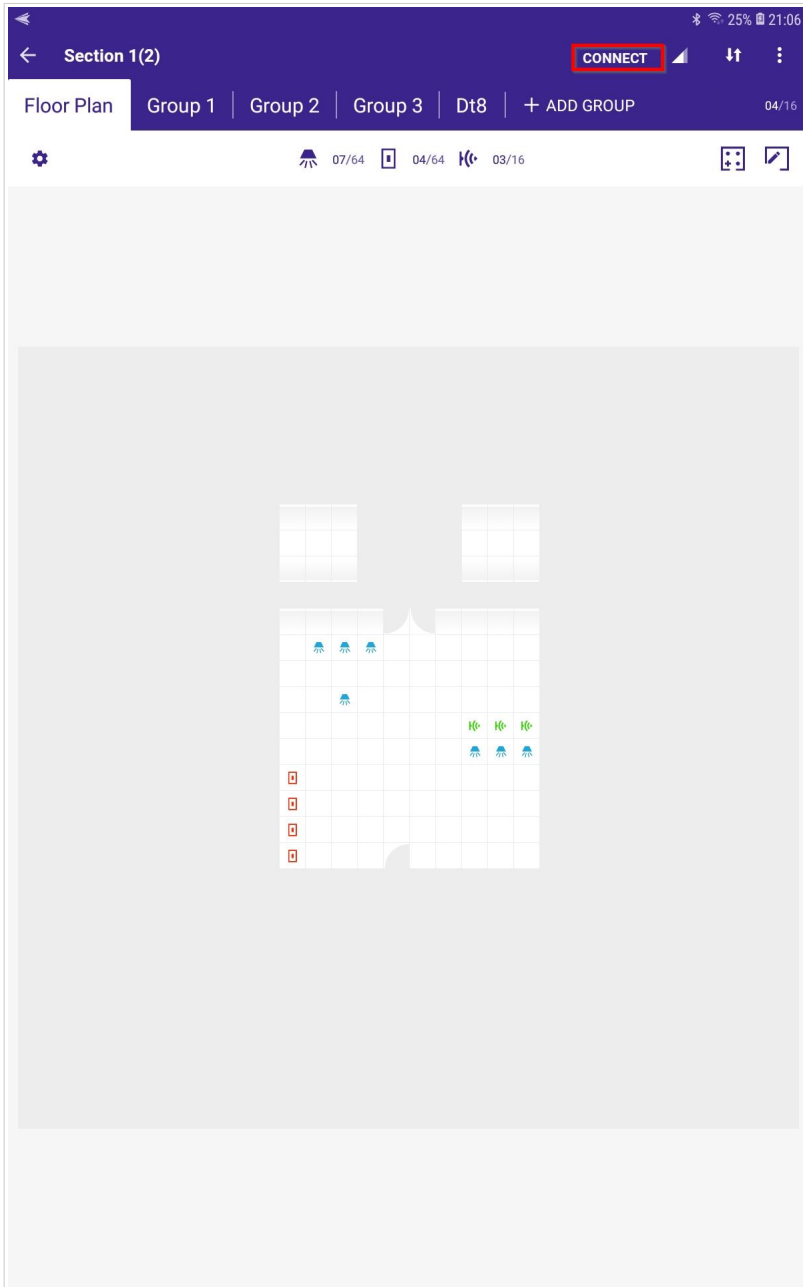 25% 21:06
Section 1(2) CONNECT
Floor Plan Group 1 Group 2 Group 3 Dt8 + ADD GROUP 04/16
07/64 04/64 03/16